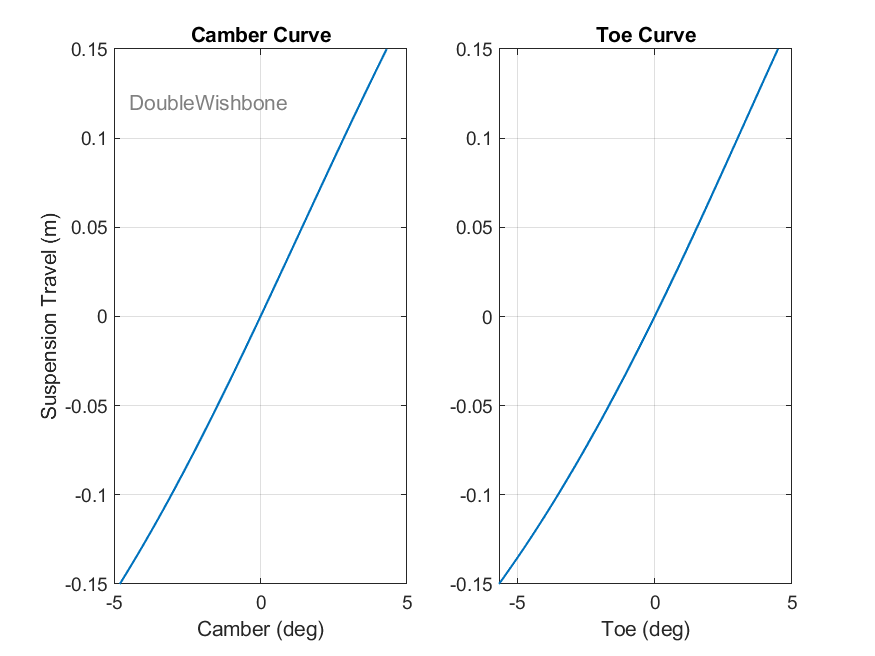 Camber Curve
0.15
0.1
0.05
0
-0.05
-0.1
-0.15
Suspension Travel (m)
DoubleWishbone
-5 0 5
Camber (deg)
Toe Curve
0.15
0.1
0.05
0
-0.05
-0.1
-0.15
-5 0 5
Toe (deg)